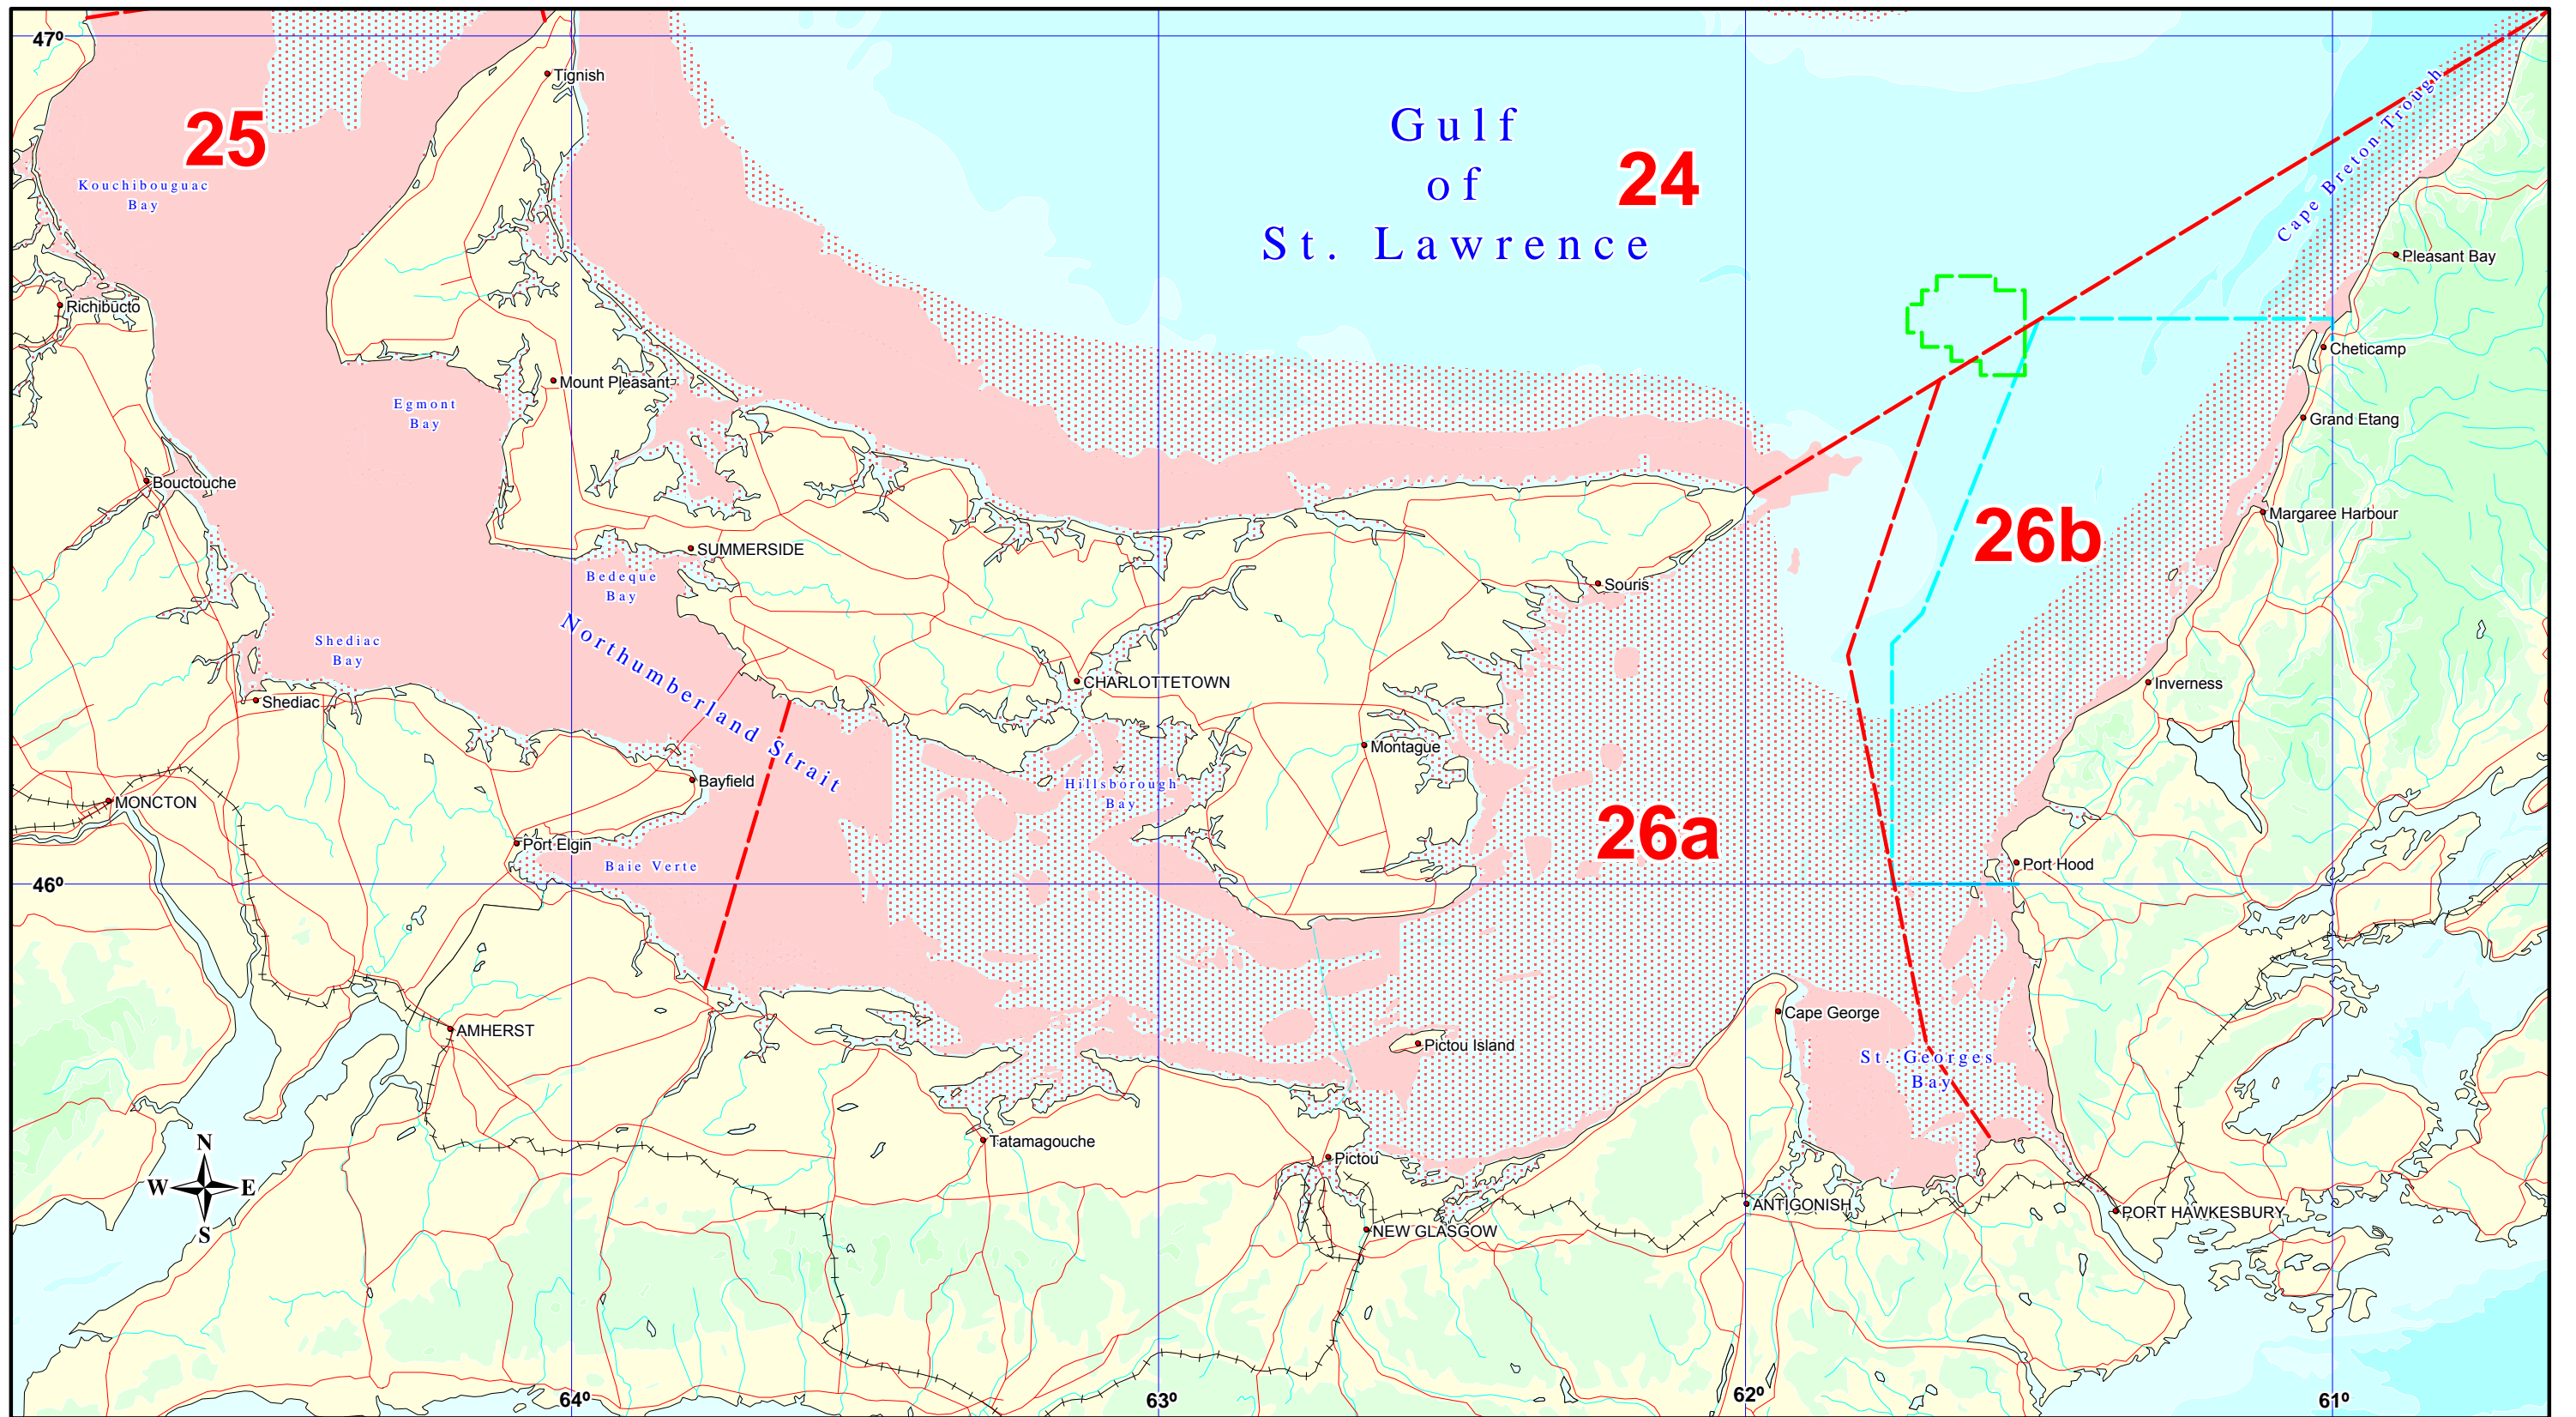 47º
Tignish
25
Gulf
of
St. Lawrence
24
Cape Breton Trough
Kouchibouguac
Bay
Pleasant Bay
Richibucto
Cheticamp
Mount Pleasant
Egmont
Bay
Grand Etang
Bouctouche
Margaree Harbour
SUMMERSIDE
26b
Bedeque
Bay
Souris
Northumberland Strait
Shediac
Bay
CHARLOTTETOWN
Inverness
Shediac
Montague
Bayfield
Hillsborough
Bay
MONCTON
26a
Port Elgin
Baie Verte
Port Hood
46º
Cape George
AMHERST
Pictou Island
St. Georges
Bay
Tatamagouche
N
W E
S
Pictou
ANTIGONISH
PORT HAWKESBURY
NEW GLASGOW
64º
63º
62º
61º